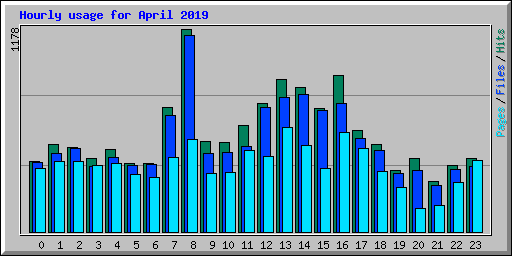 Hourly usage for April 2019
1178
Pages/Files/Hits
0 1 2 3 4 5 6 7 8 9 10 11 12 13 14 15 16 17 18 19 20 21 22 23